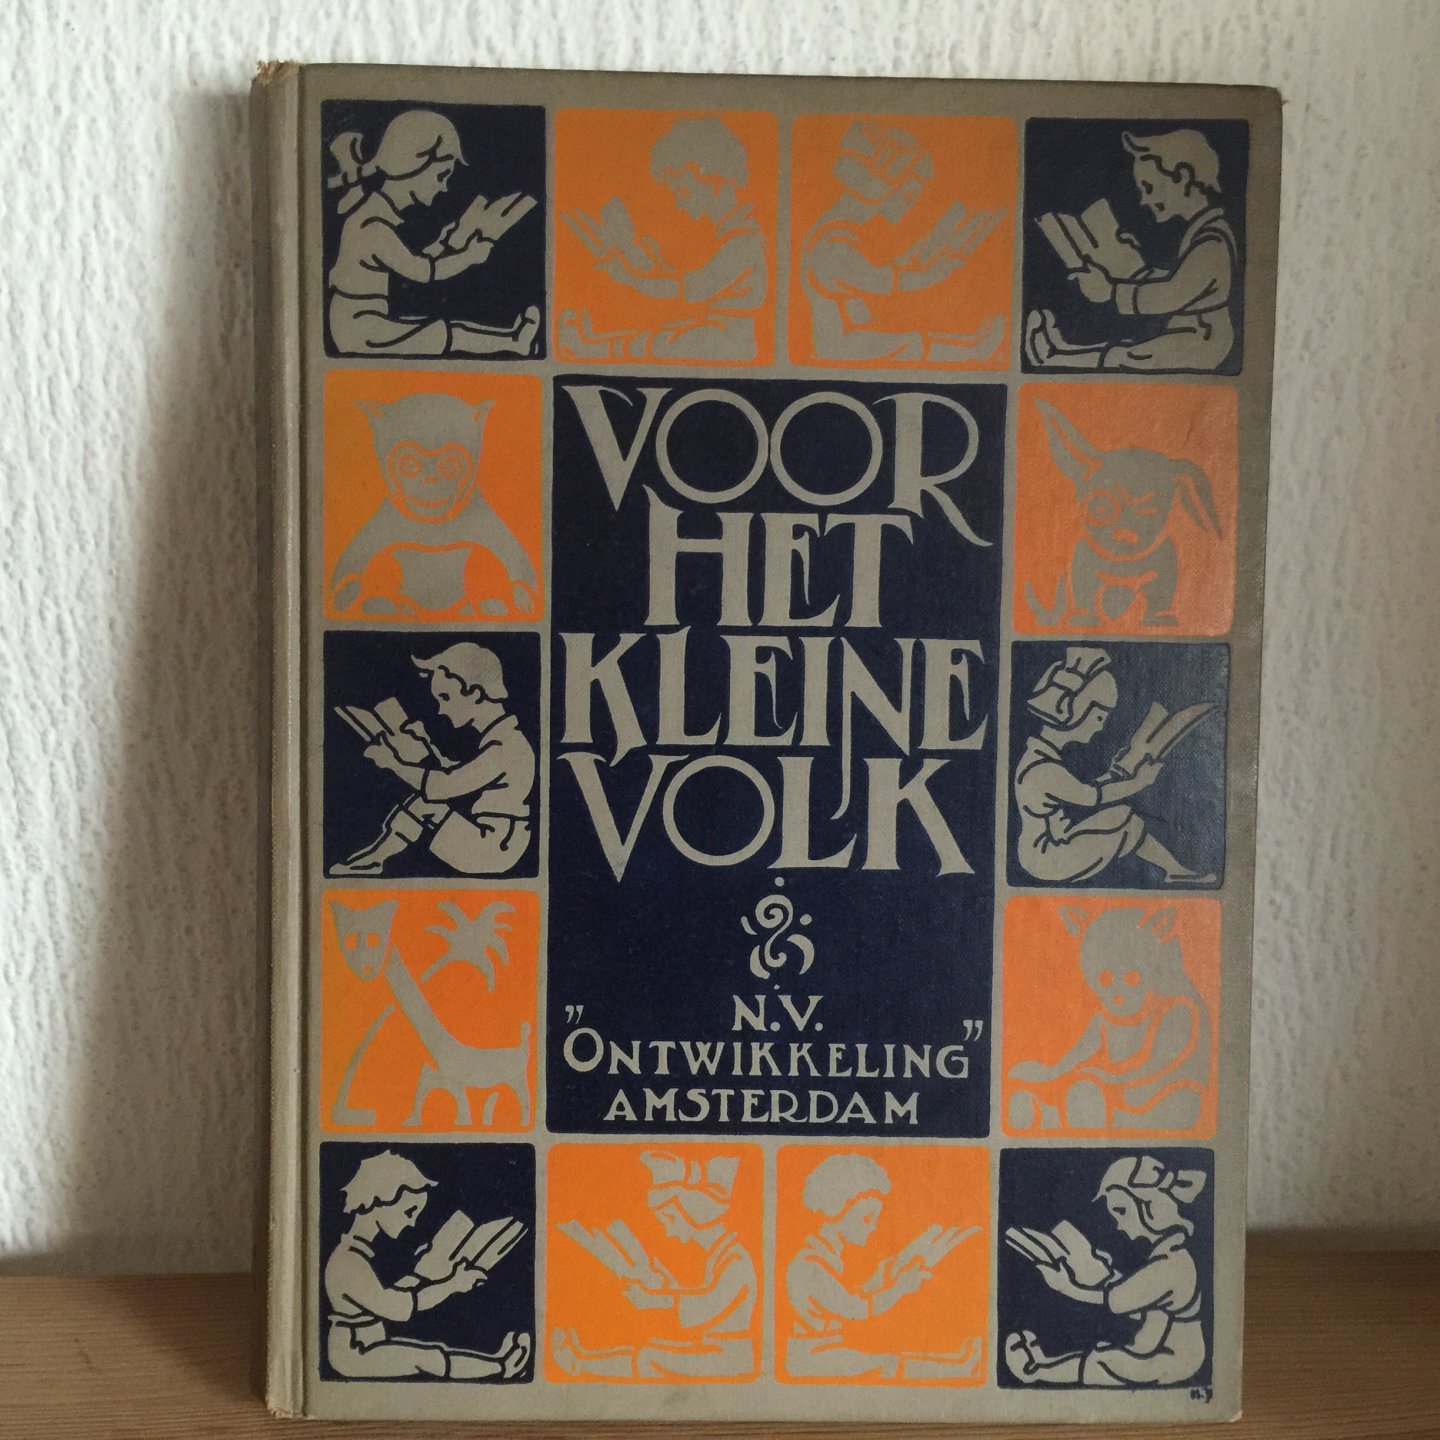 VOOR
HET
KLEINE
VOLK
N.V.
„ONTWIKKELING”
AMSTERDAM